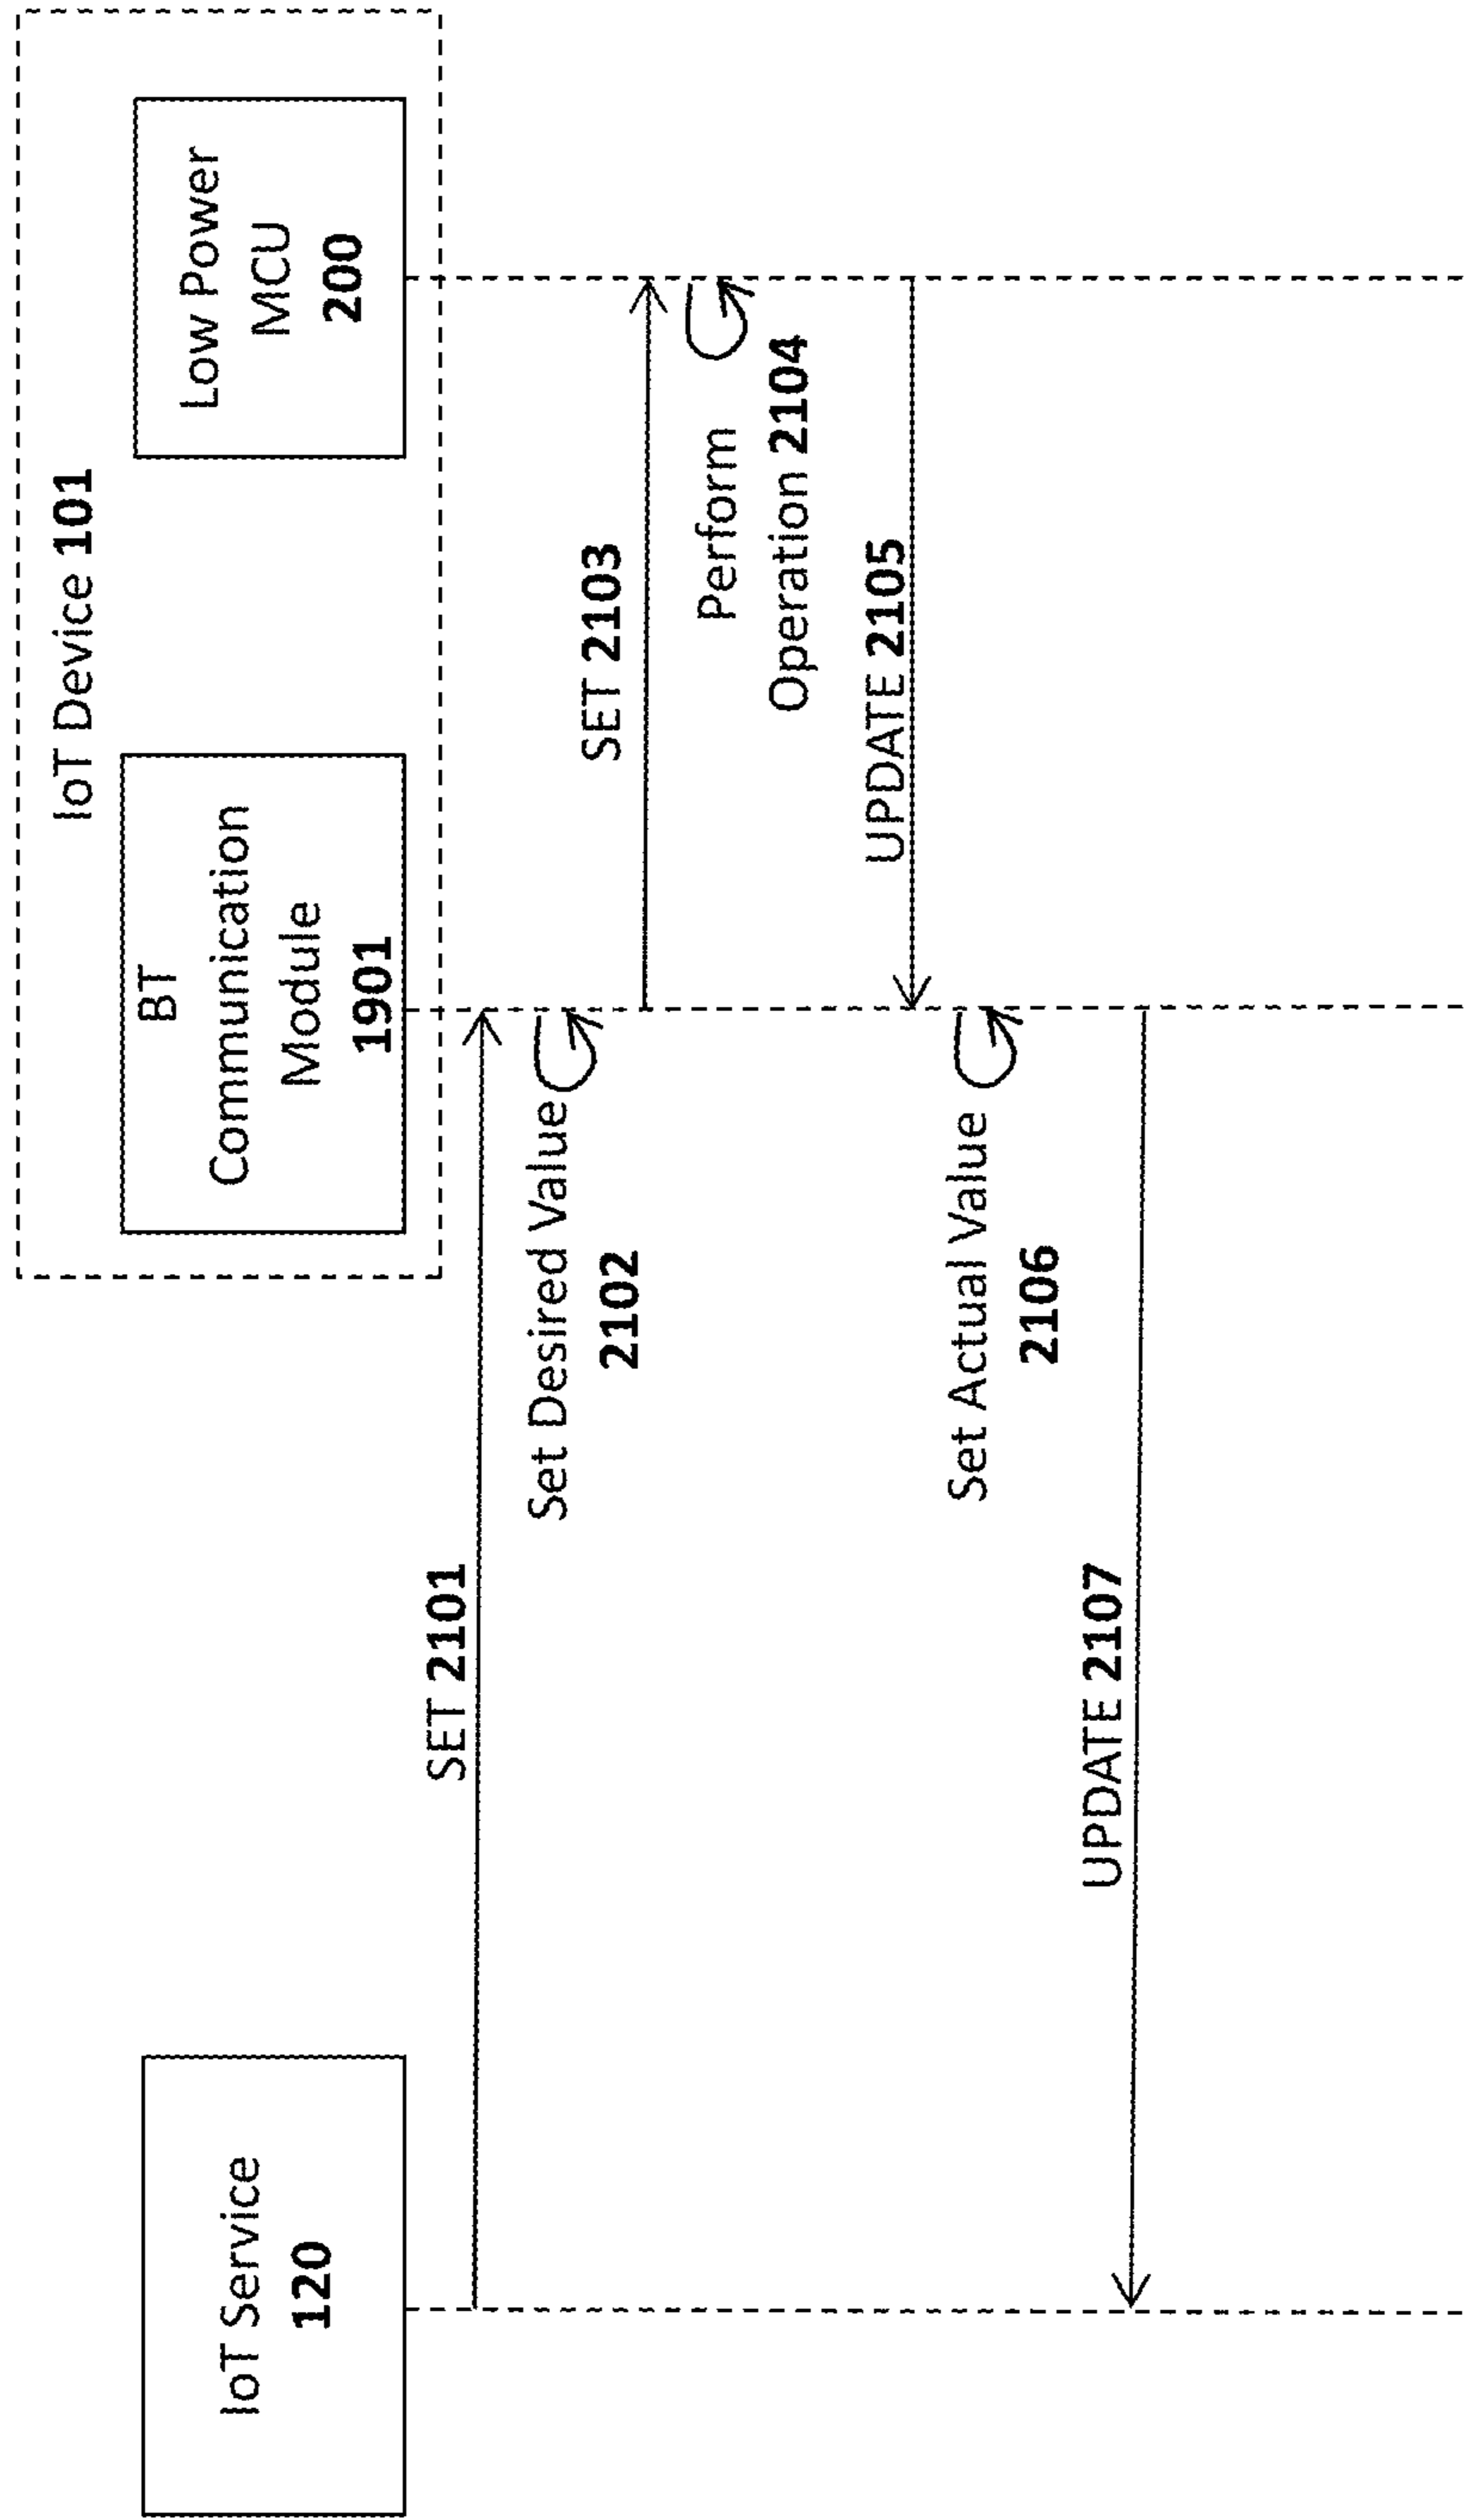 IoT Device 101
IoT Service
120
BT
Communication
Module
1901
Low Power
MCU
200
SET 2101
Set Desired Value
2102
SET 2103
Perform
Operation 2104
UPDATE 2105
Set Actual Value
2106
UPDATE 2107